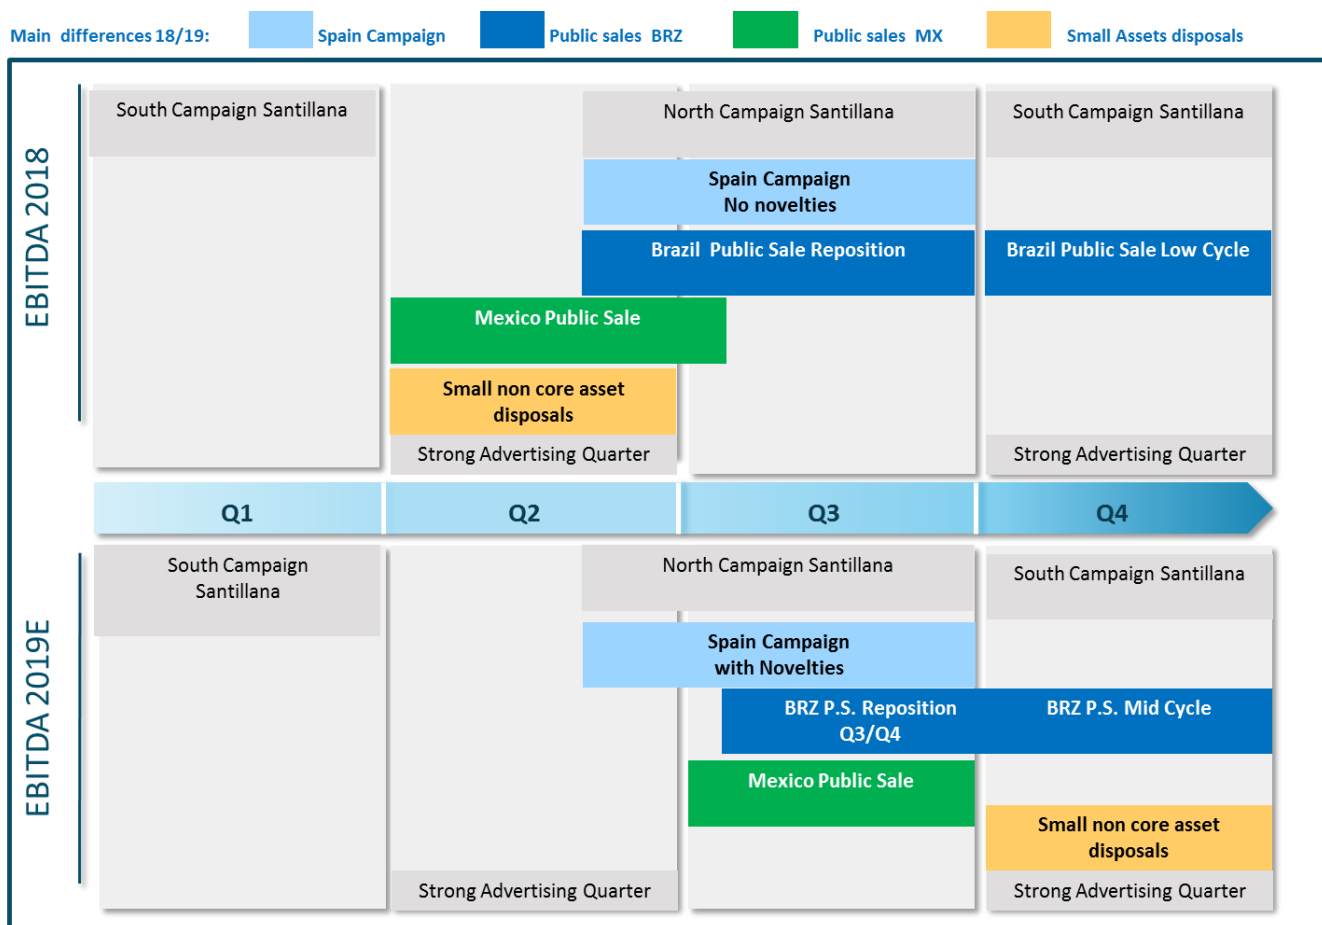 Main differences 18/19:
Spain Campaign
Public sales BRZ
Public sales MX
Small Assets disposals
EBITDA 2018
South Campaign Santillana
North Campaign Santillana
South Campaign Santillana
Spain Campaign
No novelties
Brazil Public Sale Reposition
Brazil Public Sale Low Cycle
Mexico Public Sale
Small non core asset
disposals
Strong Advertising Quarter
Strong Advertising Quarter
Q1
Q2
Q3
Q4
EBITDA 2019E
South Campaign
Santillana
North Campaign Santillana
South Campaign Santillana
Spain Campaign
with Novelties
BRZ P.S. Reposition
Q3/Q4
BRZ P.S. Mid Cycle
Mexico Public Sale
Small non core asset
disposals
Strong Advertising Quarter
Strong Advertising Quarter